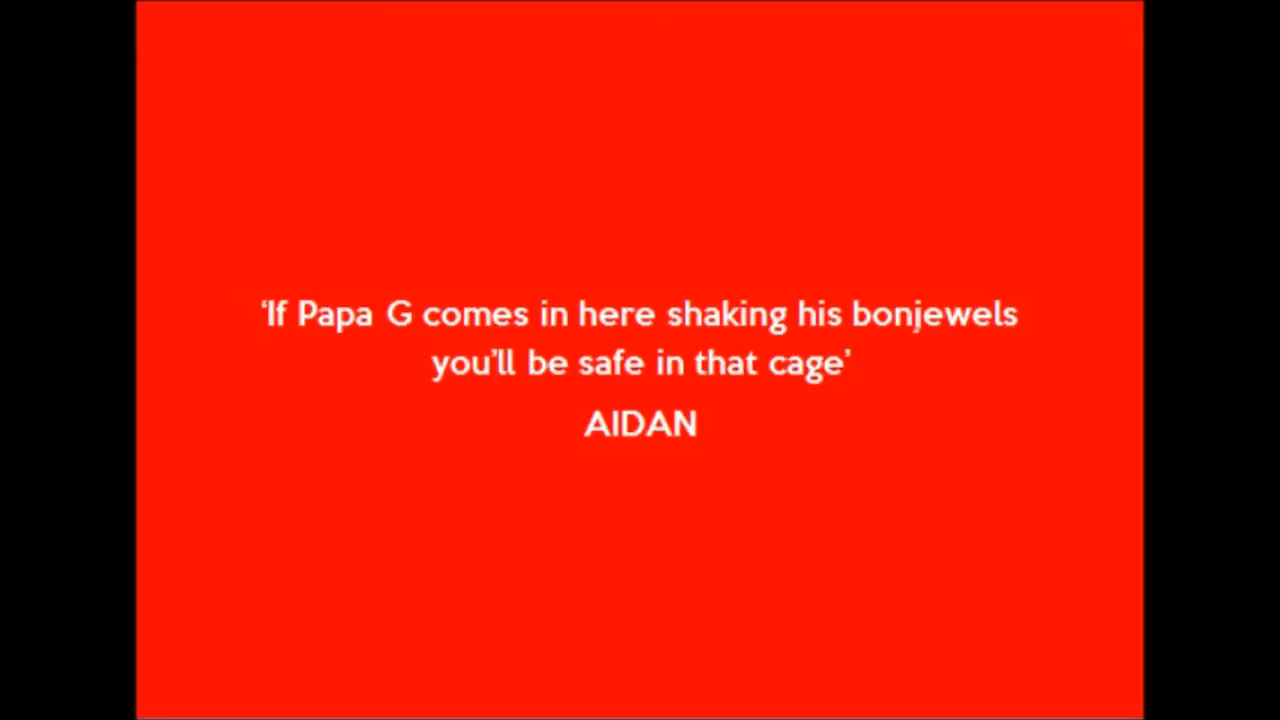 ‘If Papa G comes in here shaking his bonjewels
you’ll be safe in that cage’
AIDAN